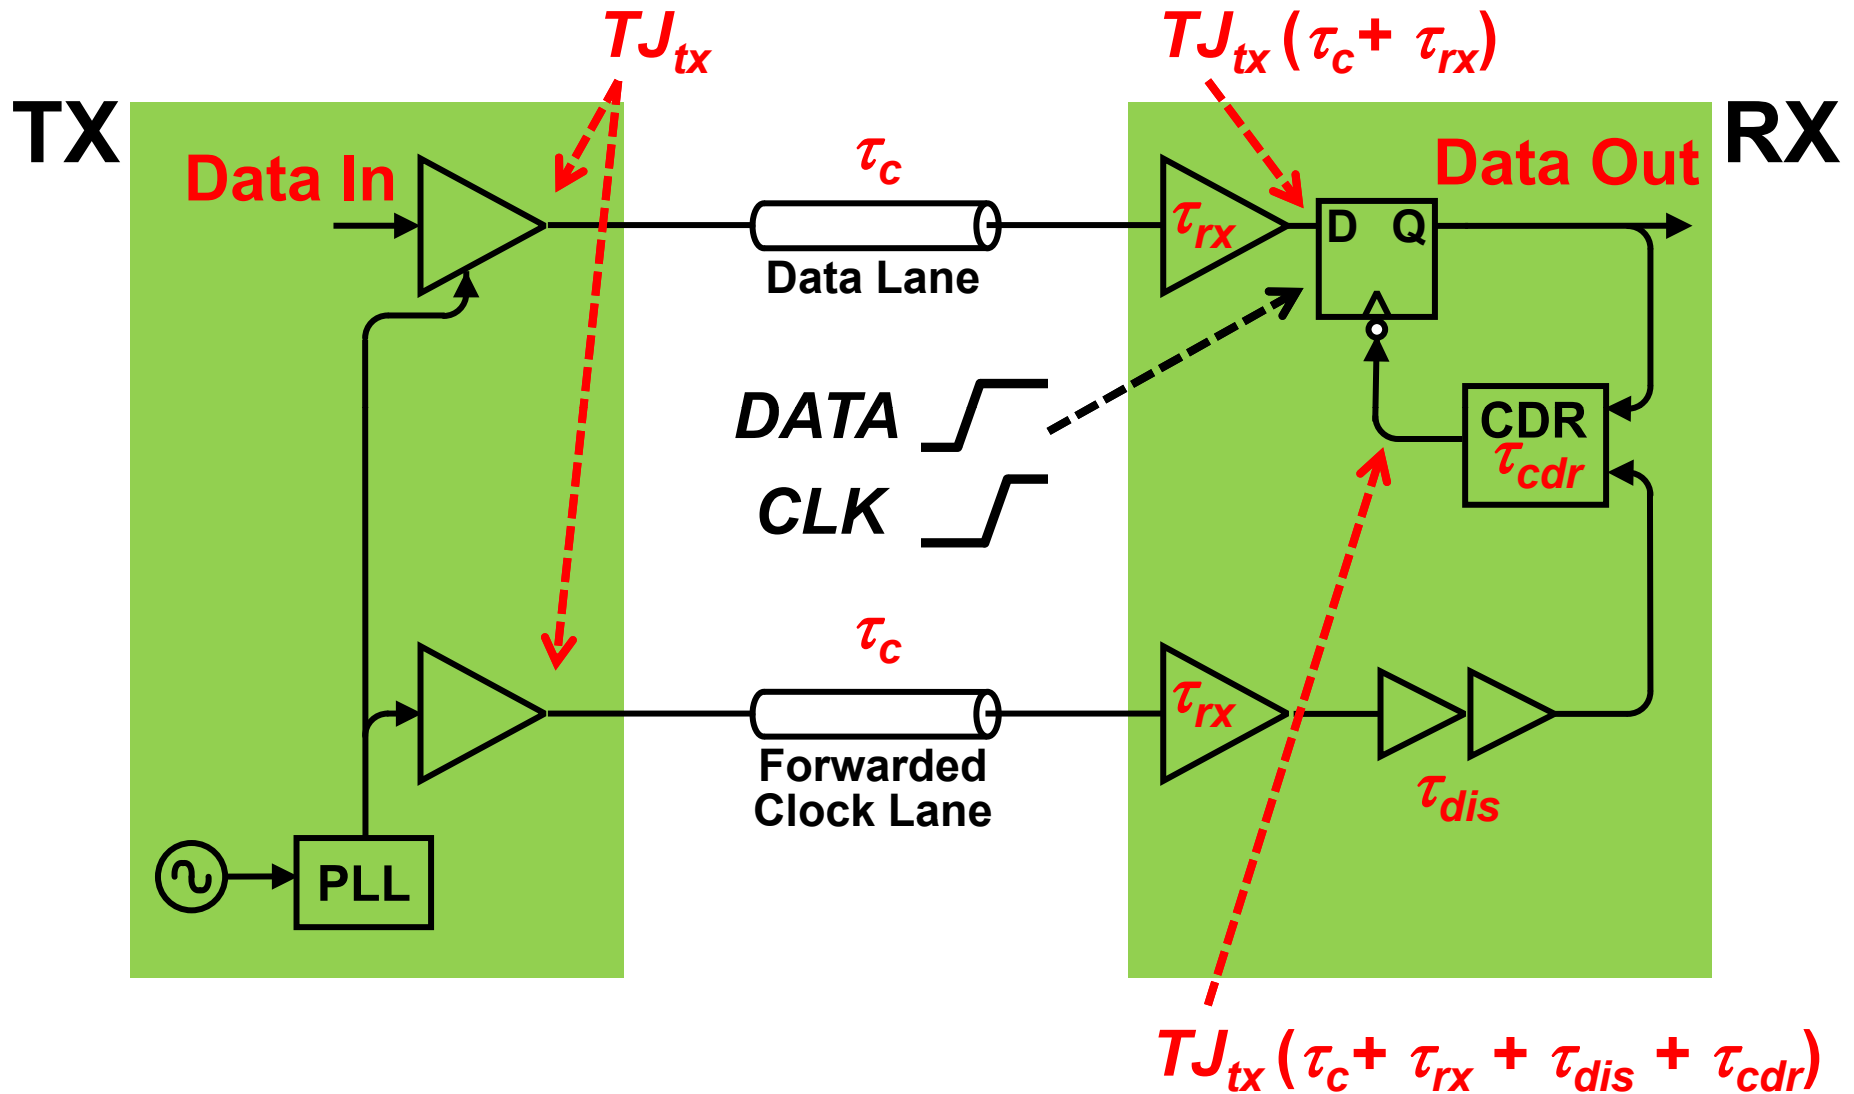 TJtx
TJtx (τc + τrx)
TX
RX
Data In
τc
Data Out
τrx
D Q
Data Lane
DATA
CDR
τcdr
CLK
τc
τrx
Forwarded
Clock Lane
τdis
PLL
TJtx (τc + τrx + τdis + τcdr)